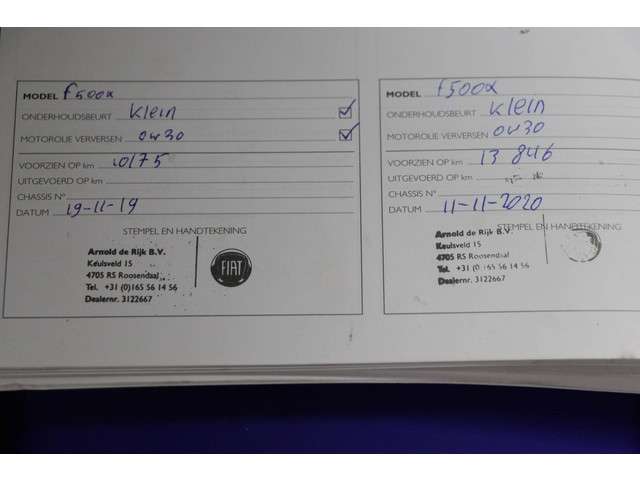 MODEL f500x
ONDERHOUDSBEURT Klein
MOTOROLIE VERVERSEN 0w30
VOORZIEN OP km 10175
UITGEVOERD OP km
CHASSIS N°
DATUM 19-11-19
STEMPEL EN HANDTEKENING
Arnold de Rijk B.V.
Keulsveld 15
4705 RS Roosendaal
Tel. +31 (0)165 56 14 56
Dealernr. 3122667
FIAT
MODEL f500x
ONDERHOUDSBEURT Klein
MOTOROLIE VERVERSEN 0w30
VOORZIEN OP km 13 846
UITGEVOERD OP km
CHASSIS N°
DATUM 11-11-2020
STEMPEL EN HANDTEKENING
Arnold de Rijk B.V.
Keulsveld 15
4705 RS Roosendaal
Tel. +31 (0)165 56 14 56
Dealernr. 3122667